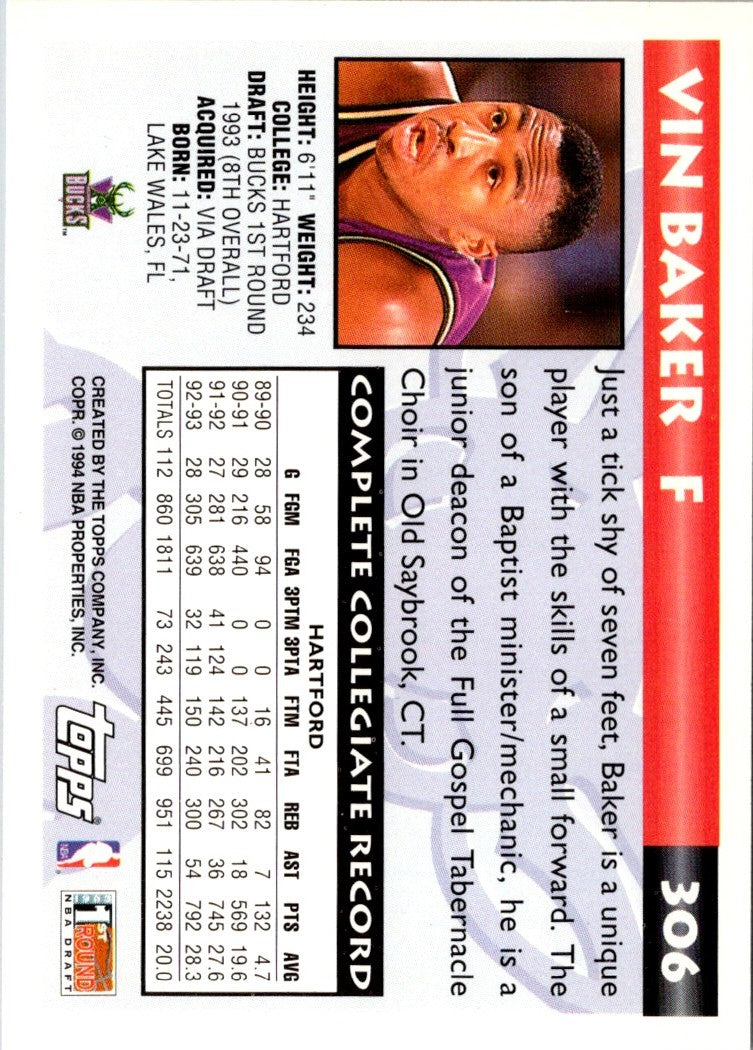 VIN BAKER F 306
Just a tick shy of seven feet, Baker is a unique
player with the skills of a small forward. The
son of a Baptist minister/mechanic, he is a
junior deacon of the Full Gospel Tabernacle
Choir in Old Saybrook, CT.
HEIGHT: 6'11" WEIGHT: 234
COLLEGE: HARTFORD
DRAFT: BUCKS 1ST ROUND
1993 (8TH OVERALL)
ACQUIRED: VIA DRAFT
BORN: 11-23-71,
LAKE WALES, FL
BUCKS™
COMPLETE COLLEGIATE RECORD
HARTFORD
G FGM FGA 3PTM 3PTA FTM FTA REB AST PTS AVG
89-90 28 58 94 0 0 16 41 82 7 132 4.7
90-91 29 216 440 0 0 137 202 302 18 569 19.6
91-92 27 281 638 41 124 142 216 267 36 745 27.6
92-93 28 305 639 32 119 150 240 300 54 792 28.3
TOTALS 112 860 1811 73 243 445 699 951 115 2238 20.0
CREATED BY THE TOPPS COMPANY, INC.
COPR. © 1994 NBA PROPERTIES, INC.
Topps®
NBA®
1ST
ROUND
NBA DRAFT